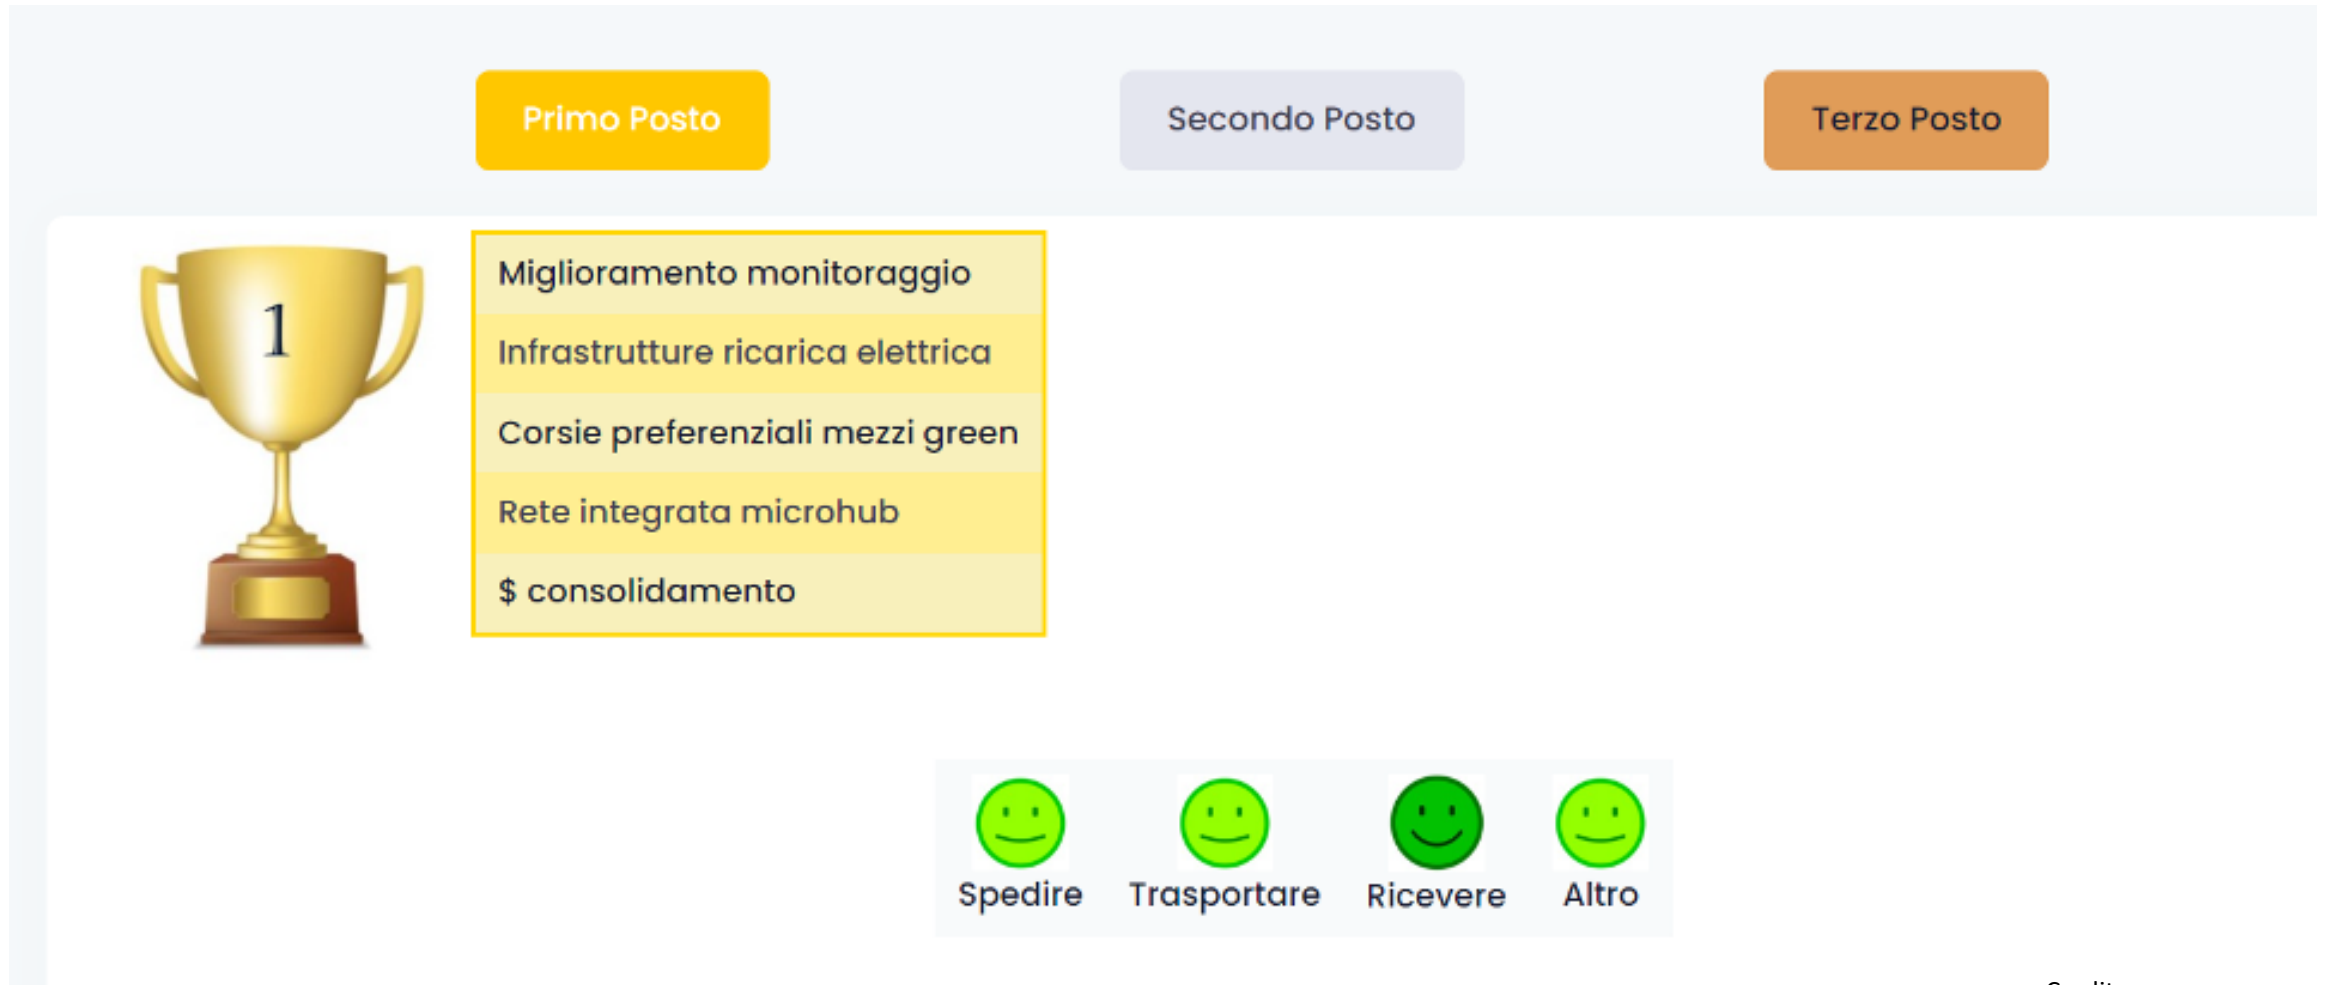 Primo Posto
Secondo Posto
Terzo Posto
1
Miglioramento monitoraggio
Infrastrutture ricarica elettrica
Corsie preferenziali mezzi green
Rete integrata microhub
$ consolidamento
Spedire
Trasportare
Ricevere
Altro